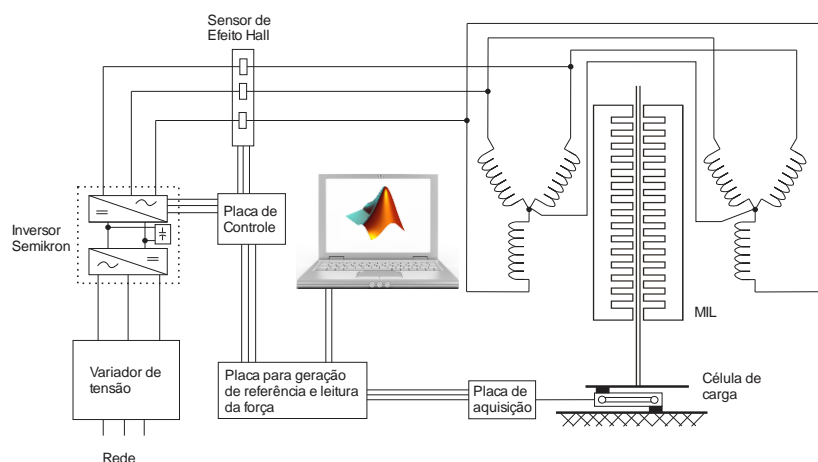 Sensor de
Efeito Hall
Inversor
Semikron
Placa de
Controle
MIL
Variador de
tensão
Placa para geração
de referência e leitura
da força
Placa de
aquisição
Célula de
carga
Rede